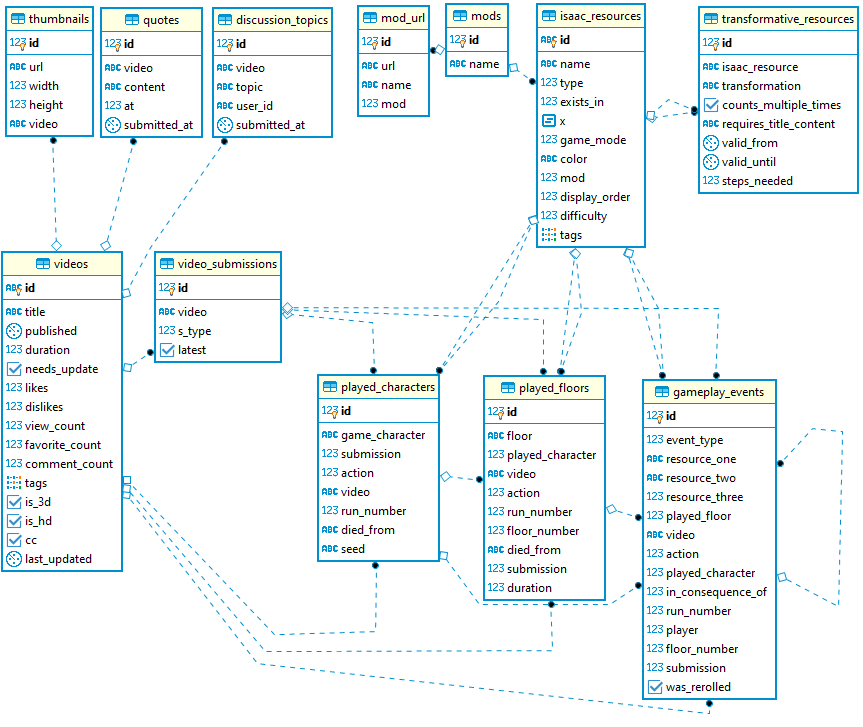 thumbnails
123 id
ABC url
123 width
123 height
ABC video
quotes
123 id
ABC video
ABC content
123 at
submitted_at
discussion_topics
123 id
ABC video
ABC topic
ABC user_id
submitted_at
mod_url
123 id
ABC url
ABC name
123 mod
mods
123 id
ABC name
isaac_resources
ABC id
ABC name
123 type
123 exists_in
x
123 game_mode
ABC color
123 mod
123 display_order
123 difficulty
tags
transformative_resources
123 id
ABC isaac_resource
ABC transformation
counts_multiple_times
ABC requires_title_content
valid_from
valid_until
123 steps_needed
videos
ABC id
ABC title
published
123 duration
needs_update
123 likes
123 dislikes
123 view_count
123 favorite_count
123 comment_count
tags
is_3d
is_hd
cc
last_updated
video_submissions
123 id
ABC video
123 s_type
latest
played_characters
123 id
ABC game_character
123 submission
123 action
ABC video
123 run_number
ABC died_from
ABC seed
played_floors
123 id
ABC floor
123 played_character
ABC video
123 action
123 run_number
123 floor_number
ABC died_from
123 submission
123 duration
gameplay_events
123 id
123 event_type
ABC resource_one
ABC resource_two
123 resource_three
123 played_floor
ABC video
123 action
123 played_character
123 in_consequence_of
123 run_number
123 player
123 floor_number
123 submission
was_rerolled